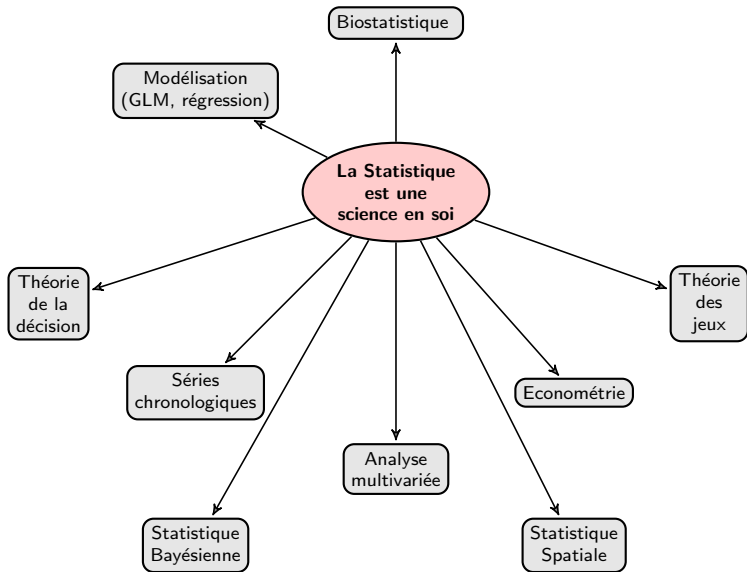 Biostatistique
Modélisation
(GLM, régression)
La Statistique
est une
science en soi
Théorie
de la
décision
Théorie
des
jeux
Séries
chronologiques
Econométrie
Analyse
multivariée
Statistique
Bayésienne
Statistique
Spatiale